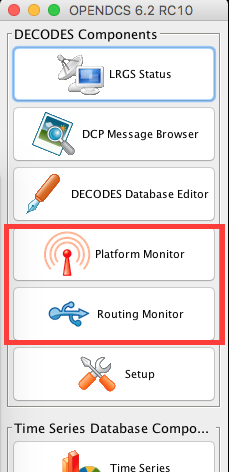 OPENDCS 6.2 RC10
DECODES Components
LRGS Status
DCP Message Browser
DECODES Database Editor
Platform Monitor
Routing Monitor
Setup
Time Series Database Compo...
Time Series